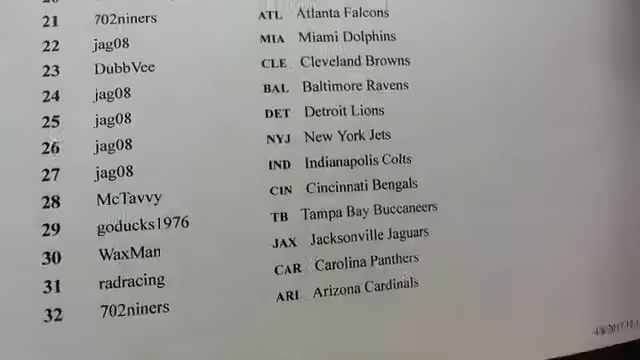 21 702niners ATL Atlanta Falcons
22 jag08 MIA Miami Dolphins
23 DubbVee CLE Cleveland Browns
24 jag08 BAL Baltimore Ravens
25 jag08 DET Detroit Lions
26 jag08 NYJ New York Jets
27 jag08 IND Indianapolis Colts
28 McTavvy CIN Cincinnati Bengals
29 goducks1976 TB Tampa Bay Buccaneers
30 WaxMan JAX Jacksonville Jaguars
31 radracing CAR Carolina Panthers
32 702niners ARI Arizona Cardinals